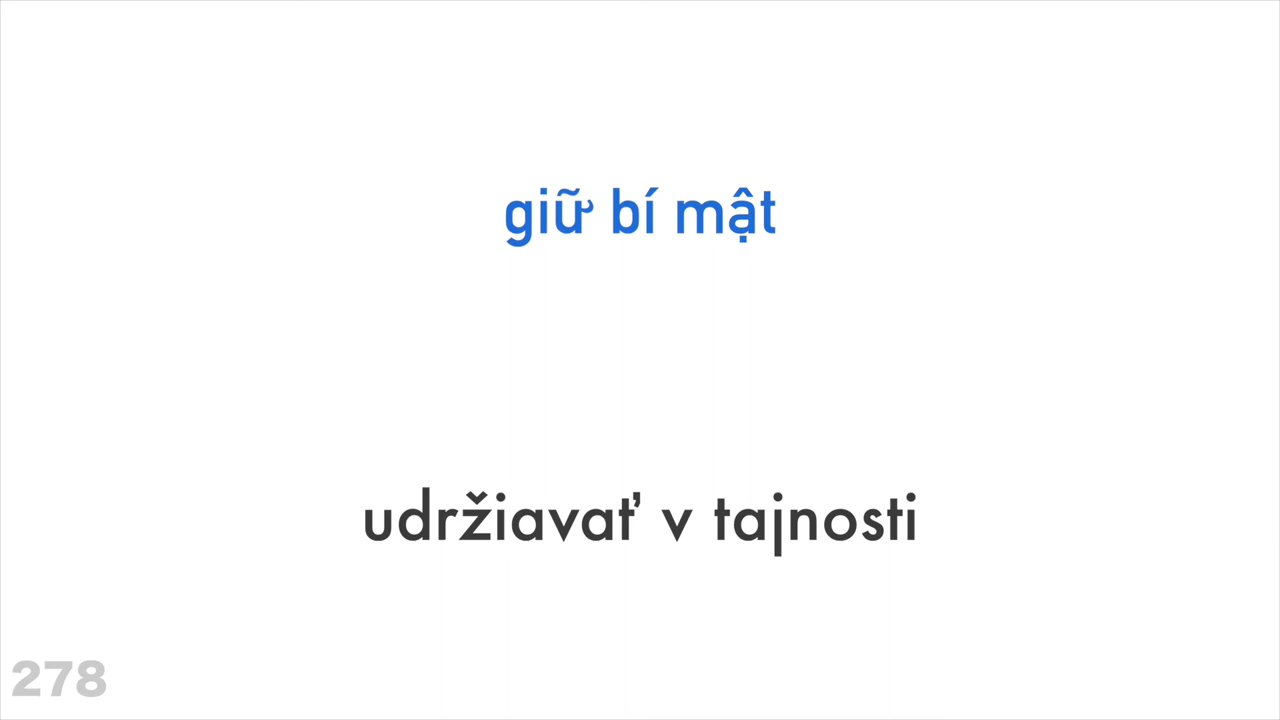 giữ bí mật
udržiavať v tajnosti
278